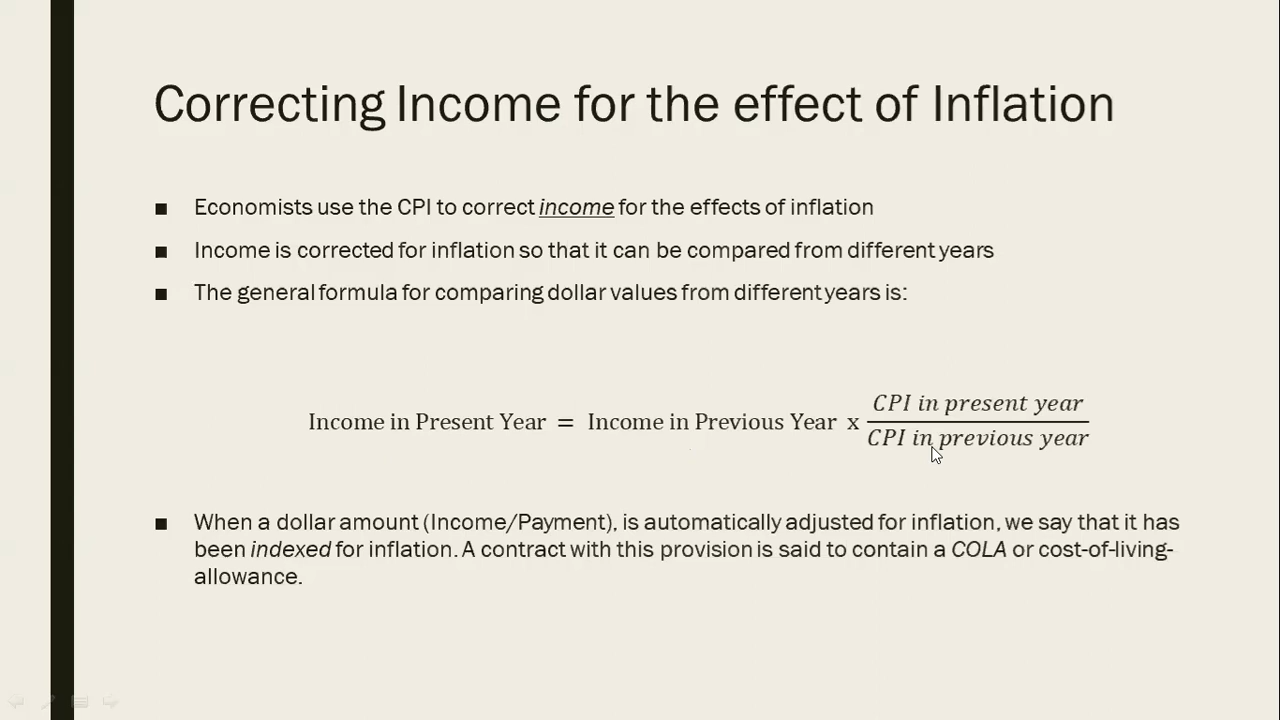 Correcting Income for the effect of Inflation
■ Economists use the CPI to correct income for the effects of inflation
■ Income is corrected for inflation so that it can be compared from different years
■ The general formula for comparing dollar values from different years is:
Income in Present Year = Income in Previous Year x CPI in present year / CPI in previous year
■ When a dollar amount (Income/Payment), is automatically adjusted for inflation, we say that it has
been indexed for inflation. A contract with this provision is said to contain a COLA or cost-of-living-
allowance.